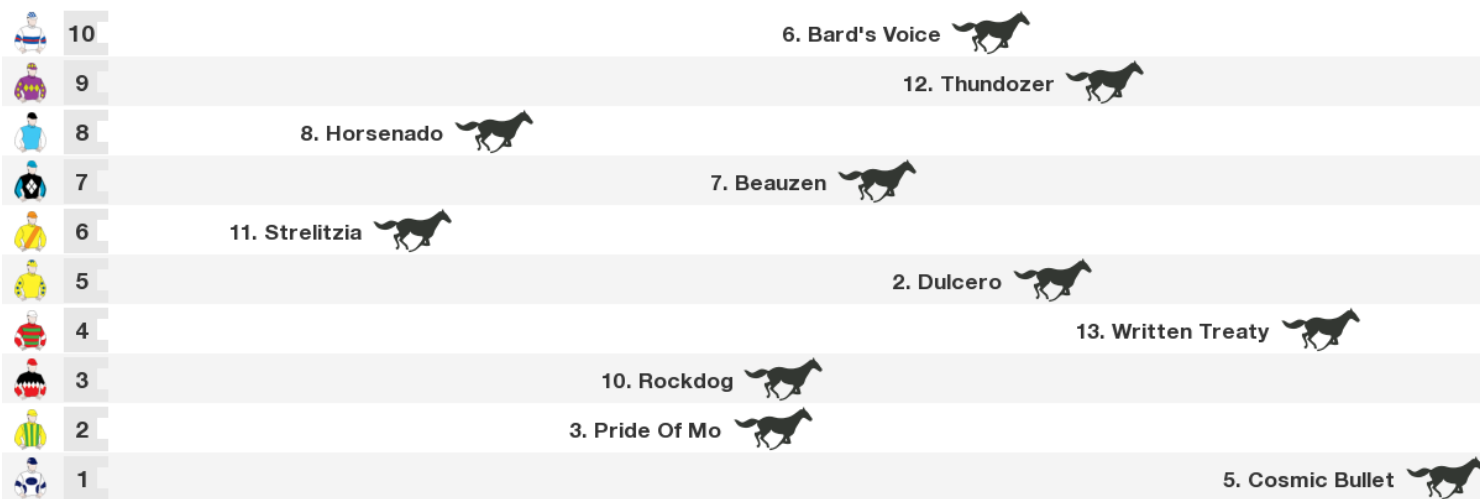 10 6. Bard's Voice
9 12. Thundozer
8 8. Horsenado
7 7. Beauzen
6 11. Strelitzia
5 2. Dulcero
4 13. Written Treaty
3 10. Rockdog
2 3. Pride Of Mo
1 5. Cosmic Bullet